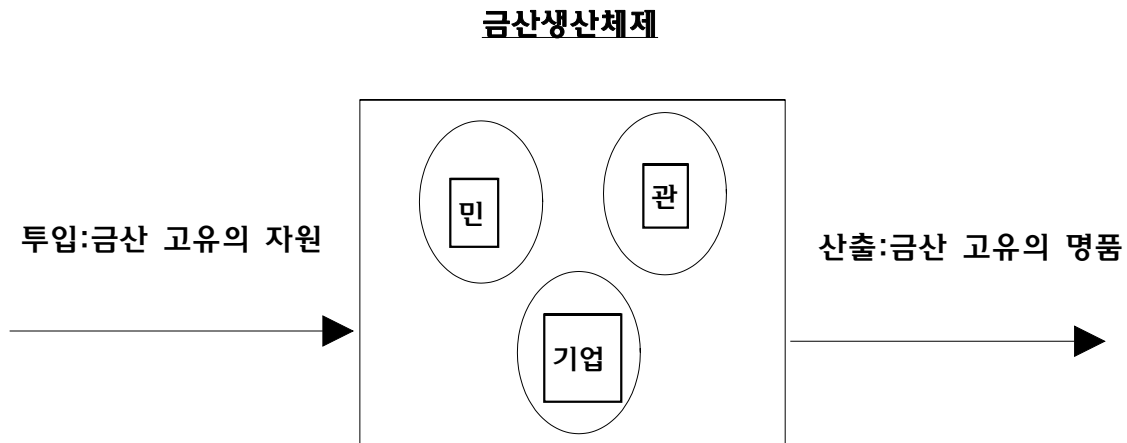 금산생산체제
민
관
투입:금산 고유의 자원
산출:금산 고유의 명품
기업